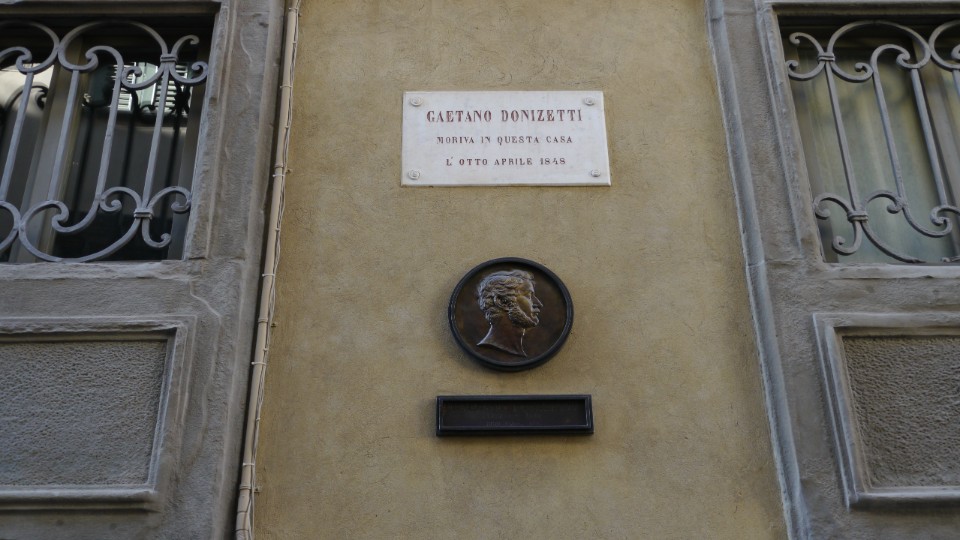 GAETANO DONIZETTI
MORIVA IN QUESTA CASA
L' OTTO APRILE 1848